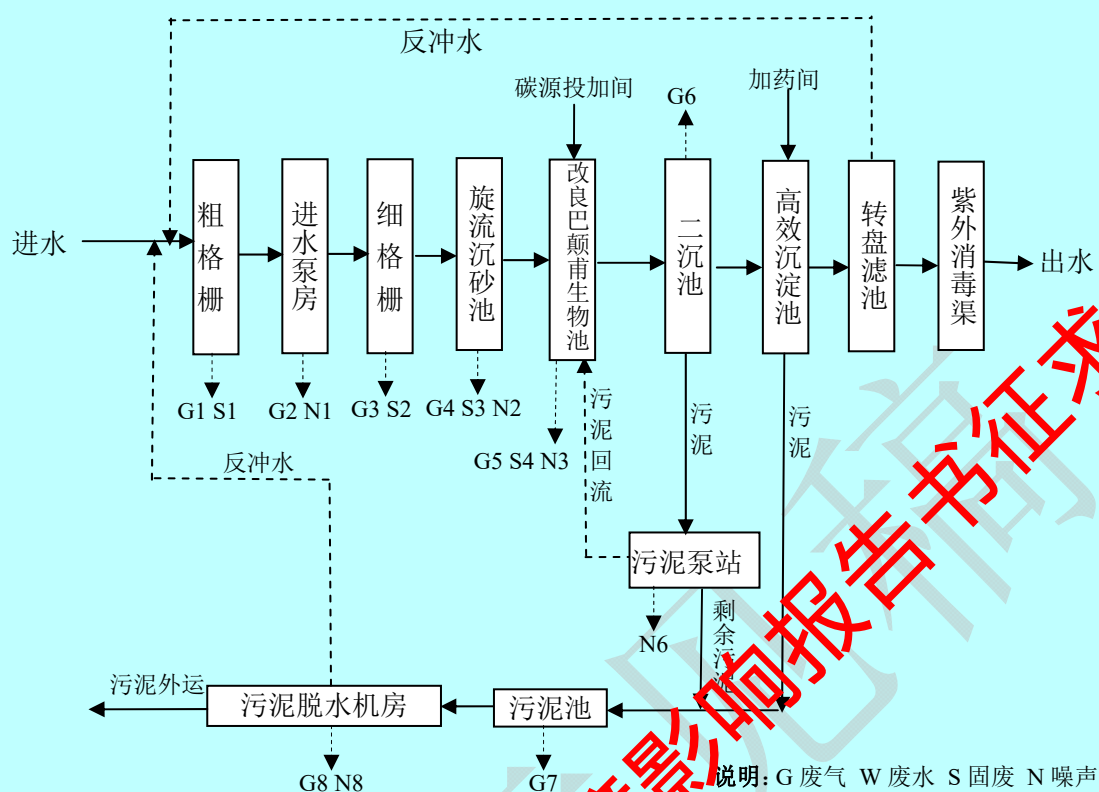 反冲水
碳源投加间
G6
加药间
进水
粗格栅
进水泵房
细格栅
旋流沉砂池
改良巴颠甫生物池
二沉池
高效沉淀池
转盘滤池
紫外消毒渠
出水
G1 S1
G2 N1
G3 S2
G4 S3 N2
G5 S4 N3
污泥回流
污泥
污泥
反冲水
污泥泵站
N6
剩余污泥
污泥外运
污泥脱水机房
污泥池
G8 N8
G7
说明: G 废气 W 废水 S 固废 N 噪声
影响报告书征求